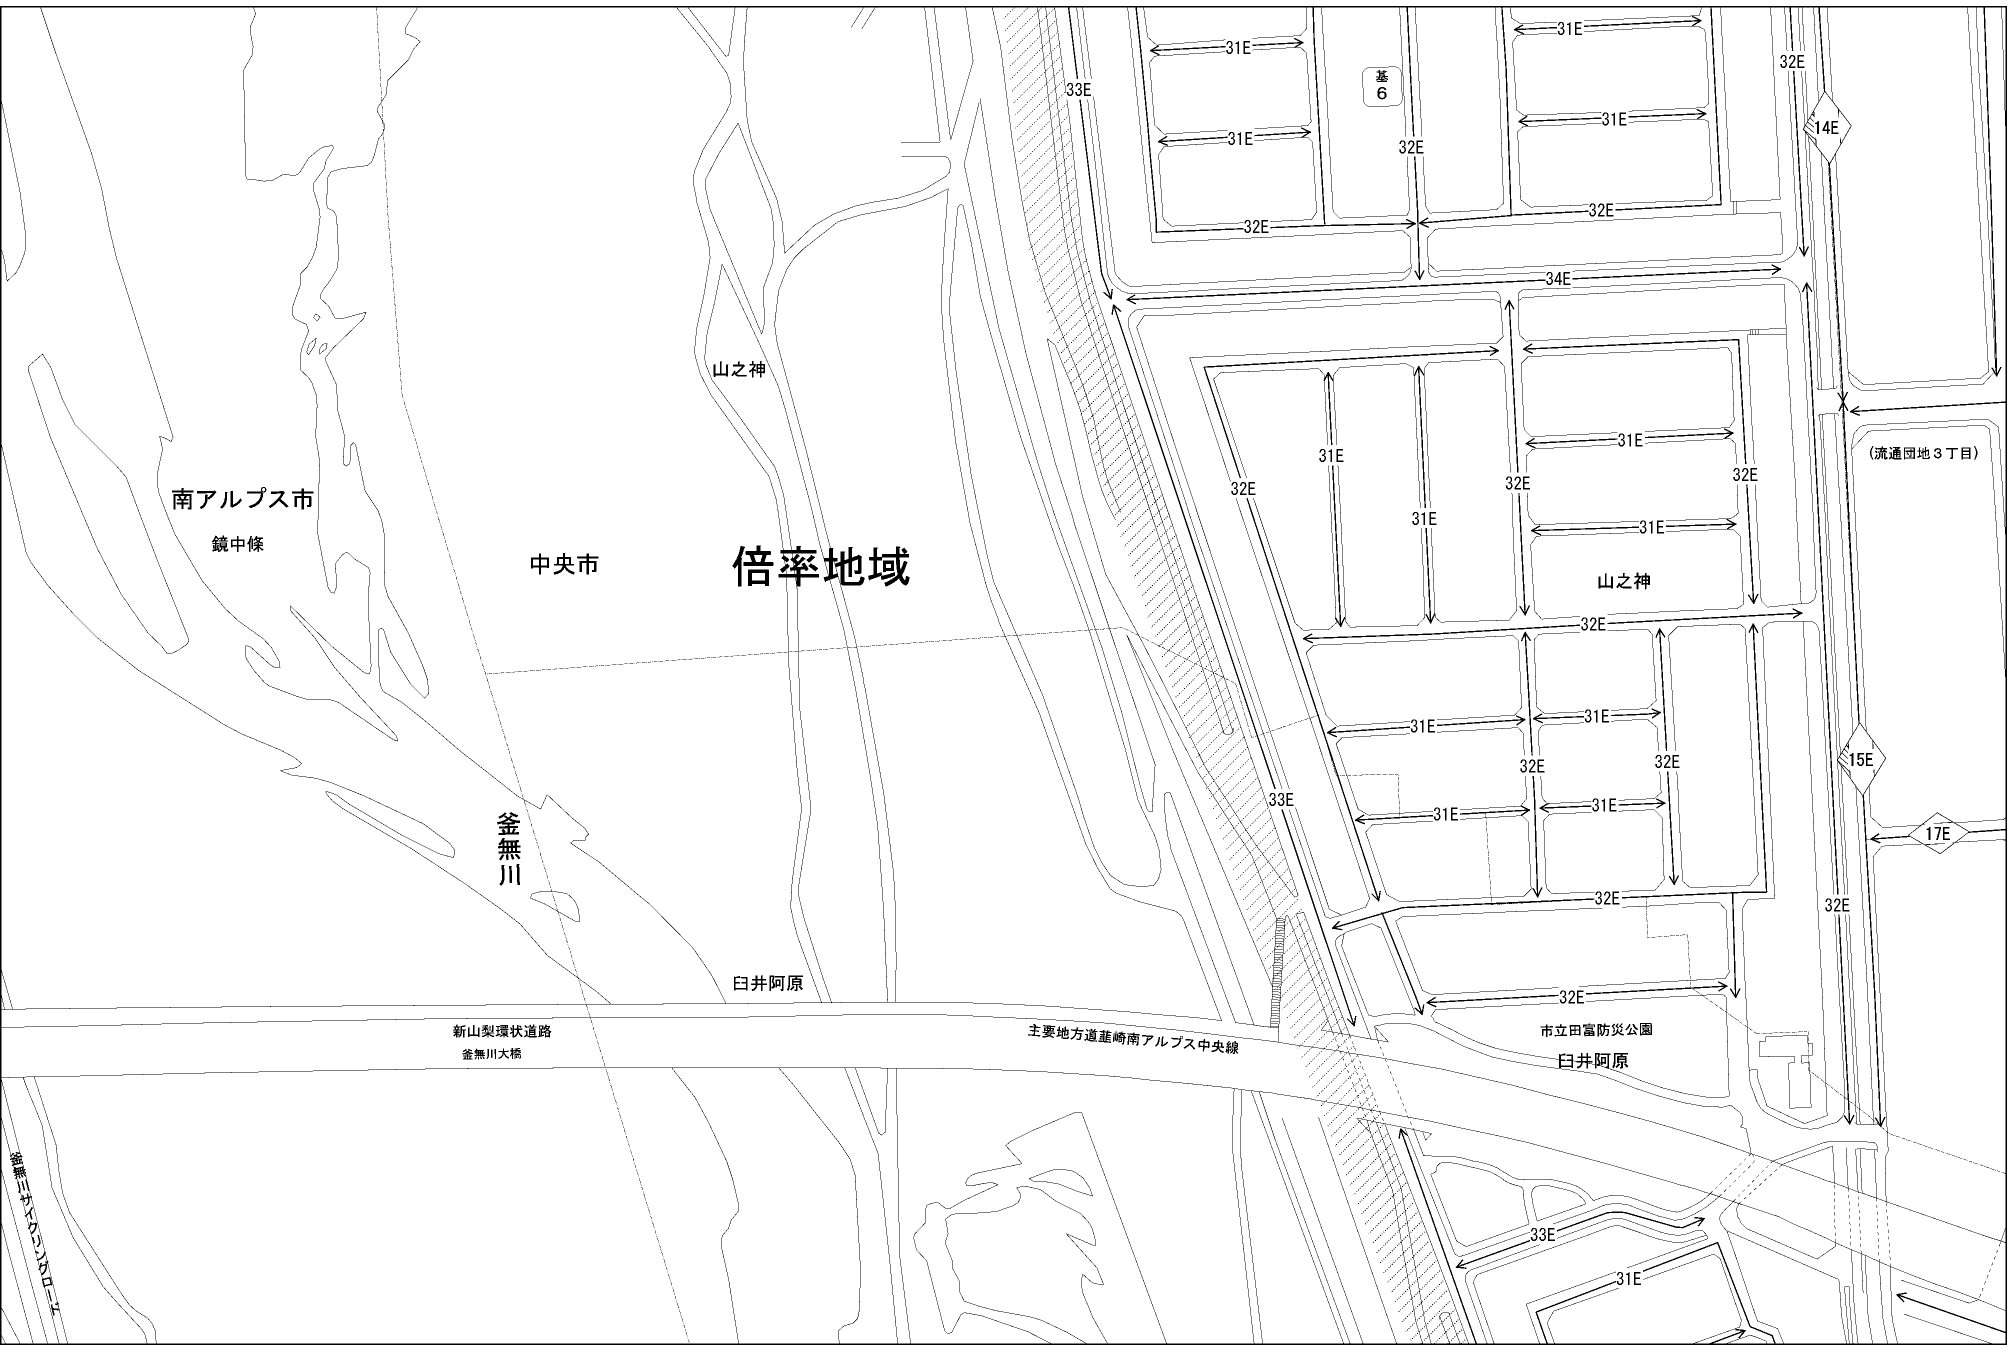 31E
31E
32E
33E
基
6
14E
31E
31E
32E
31E
32E
32E
34E
山之神
31E
(流通団地3丁目)
31E
32E
32E
32E
南アルプス市
31E
31E
鏡中條
中央市
倍率地域
山之神
32E
31E
31E
32E
32E
15E
33E
31E
31E
釜無川
17E
32E
32E
臼井阿原
32E
新山梨環状道路
釜無川大橋
主要地方道韮崎南アルプス中央線
市立田富防災公園
臼井阿原
釜無川サイクリングロード
33E
31E